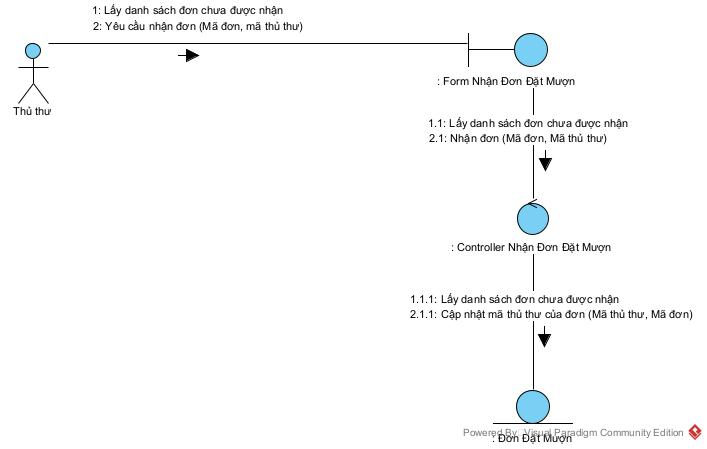 1: Lấy danh sách đơn chưa được nhận
2: Yêu cầu nhận đơn (Mã đơn, mã thủ thư)
Thủ thư
: Form Nhận Đơn Đặt Mượn
1.1: Lấy danh sách đơn chưa được nhận
2.1: Nhận đơn (Mã đơn, Mã thủ thư)
: Controller Nhận Đơn Đặt Mượn
1.1.1: Lấy danh sách đơn chưa được nhận
2.1.1: Cập nhật mã thủ thư của đơn (Mã thủ thư, Mã đơn)
Powered By: Visual Paradigm Community Edition
: Đơn Đặt Mượn